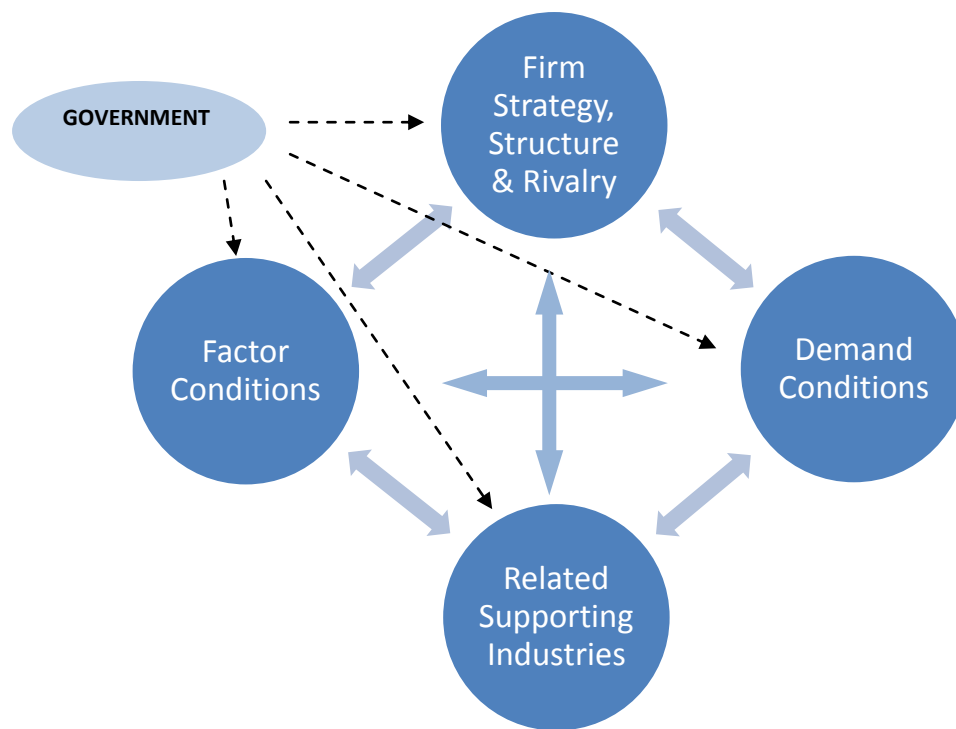 GOVERNMENT
Firm
Strategy,
Structure
& Rivalry
Factor
Conditions
Demand
Conditions
Related
Supporting
Industries